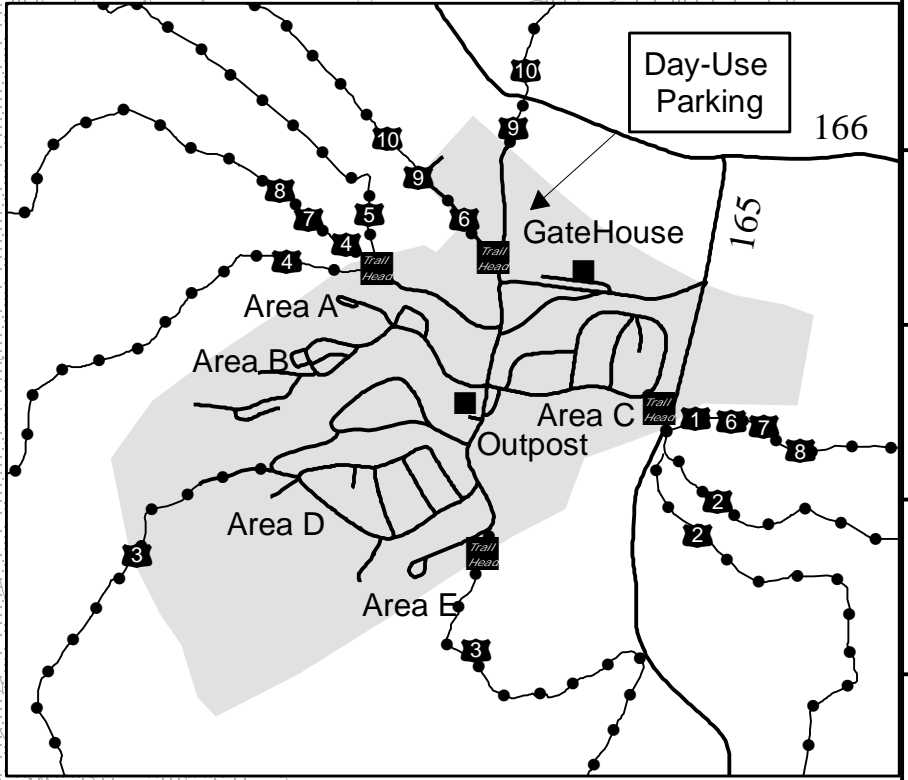 10
Day-Use
Parking
166
9
10
9
8
7
5
6
165
4
GateHouse
Trail
Head
Trail
Head
4
Area A
Area B
Trail
Head
Area C
1
6
7
8
Outpost
2
2
Area D
3
Trail
Head
Area E
3